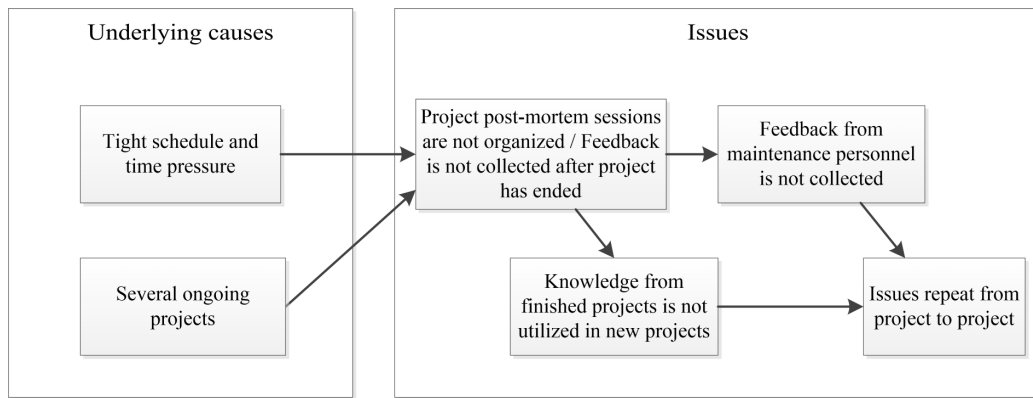 Underlying causes
Tight schedule and
time pressure
Several ongoing
projects
Issues
Project post-mortem sessions
are not organized / Feedback
is not collected after project
has ended
Feedback from
maintenance personnel
is not collected
Knowledge from
finished projects is not
utilized in new projects
Issues repeat from
project to project